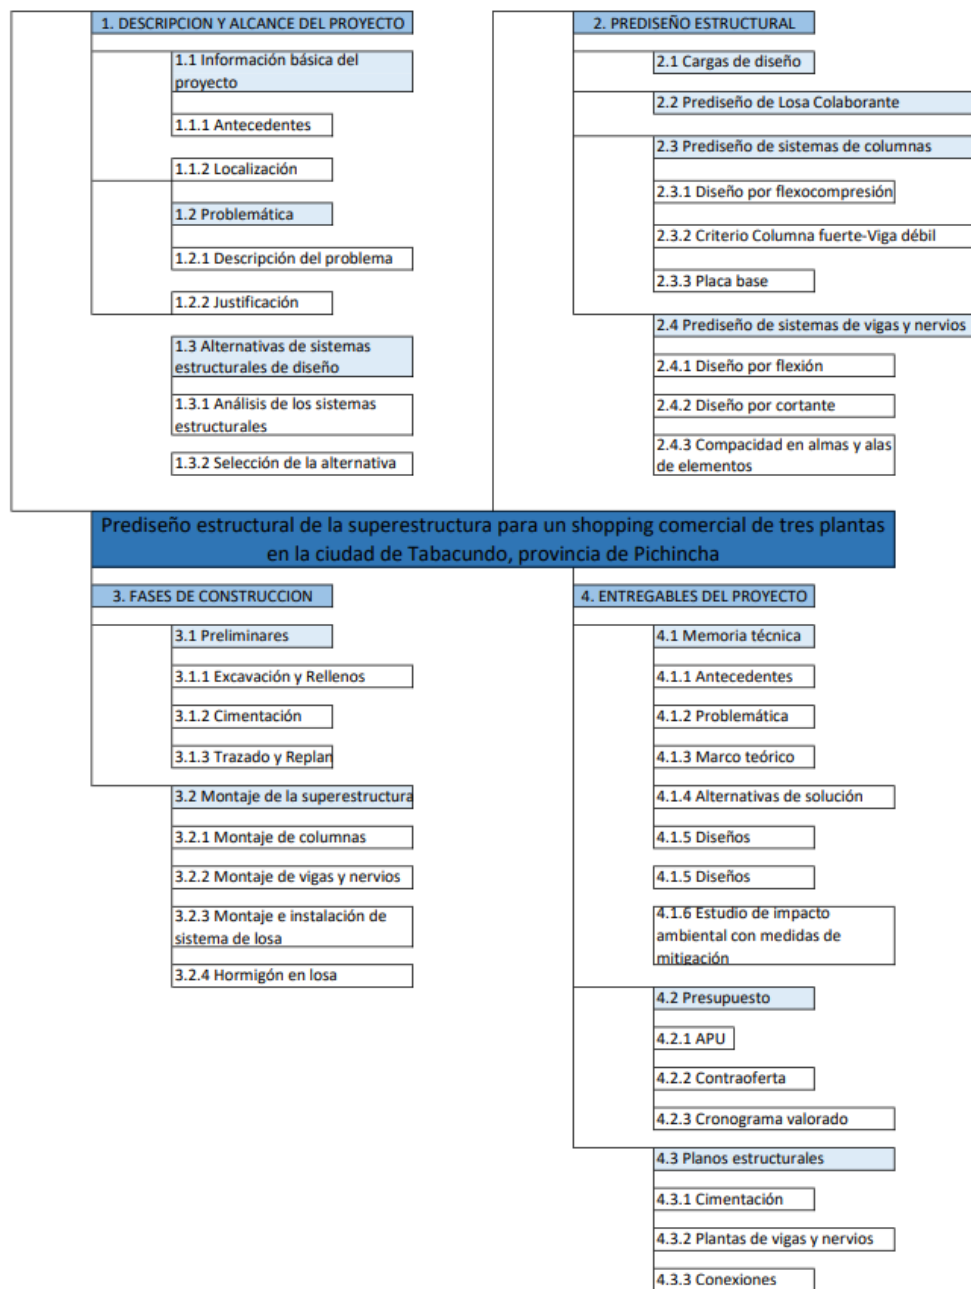 1. DESCRIPCION Y ALCANCE DEL PROYECTO
1.1 Información básica del
proyecto
1.1.1 Antecedentes
1.1.2 Localización
1.2 Problemática
1.2.1 Descripción del problema
1.2.2 Justificación
1.3 Alternativas de sistemas
estructurales de diseño
1.3.1 Análisis de los sistemas
estructurales
1.3.2 Selección de la alternativa
2. PREDISEÑO ESTRUCTURAL
2.1 Cargas de diseño
2.2 Prediseño de Losa Colaborante
2.3 Prediseño de sistemas de columnas
2.3.1 Diseño por flexocompresión
2.3.2 Criterio Columna fuerte-Viga débil
2.3.3 Placa base
2.4 Prediseño de sistemas de vigas y nervios
2.4.1 Diseño por flexión
2.4.2 Diseño por cortante
2.4.3 Compacidad en almas y alas
de elementos
Prediseño estructural de la superestructura para un shopping comercial de tres plantas
en la ciudad de Tabacundo, provincia de Pichincha
3. FASES DE CONSTRUCCION
3.1 Preliminares
3.1.1 Excavación y Rellenos
3.1.2 Cimentación
3.1.3 Trazado y Replan
3.2 Montaje de la superestructura
3.2.1 Montaje de columnas
3.2.2 Montaje de vigas y nervios
3.2.3 Montaje e instalación de
sistema de losa
3.2.4 Hormigón en losa
4. ENTREGABLES DEL PROYECTO
4.1 Memoria técnica
4.1.1 Antecedentes
4.1.2 Problemática
4.1.3 Marco teórico
4.1.4 Alternativas de solución
4.1.5 Diseños
4.1.5 Diseños
4.1.6 Estudio de impacto
ambiental con medidas de
mitigación
4.2 Presupuesto
4.2.1 APU
4.2.2 Contraoferta
4.2.3 Cronograma valorado
4.3 Planos estructurales
4.3.1 Cimentación
4.3.2 Plantas de vigas y nervios
4.3.3 Conexiones